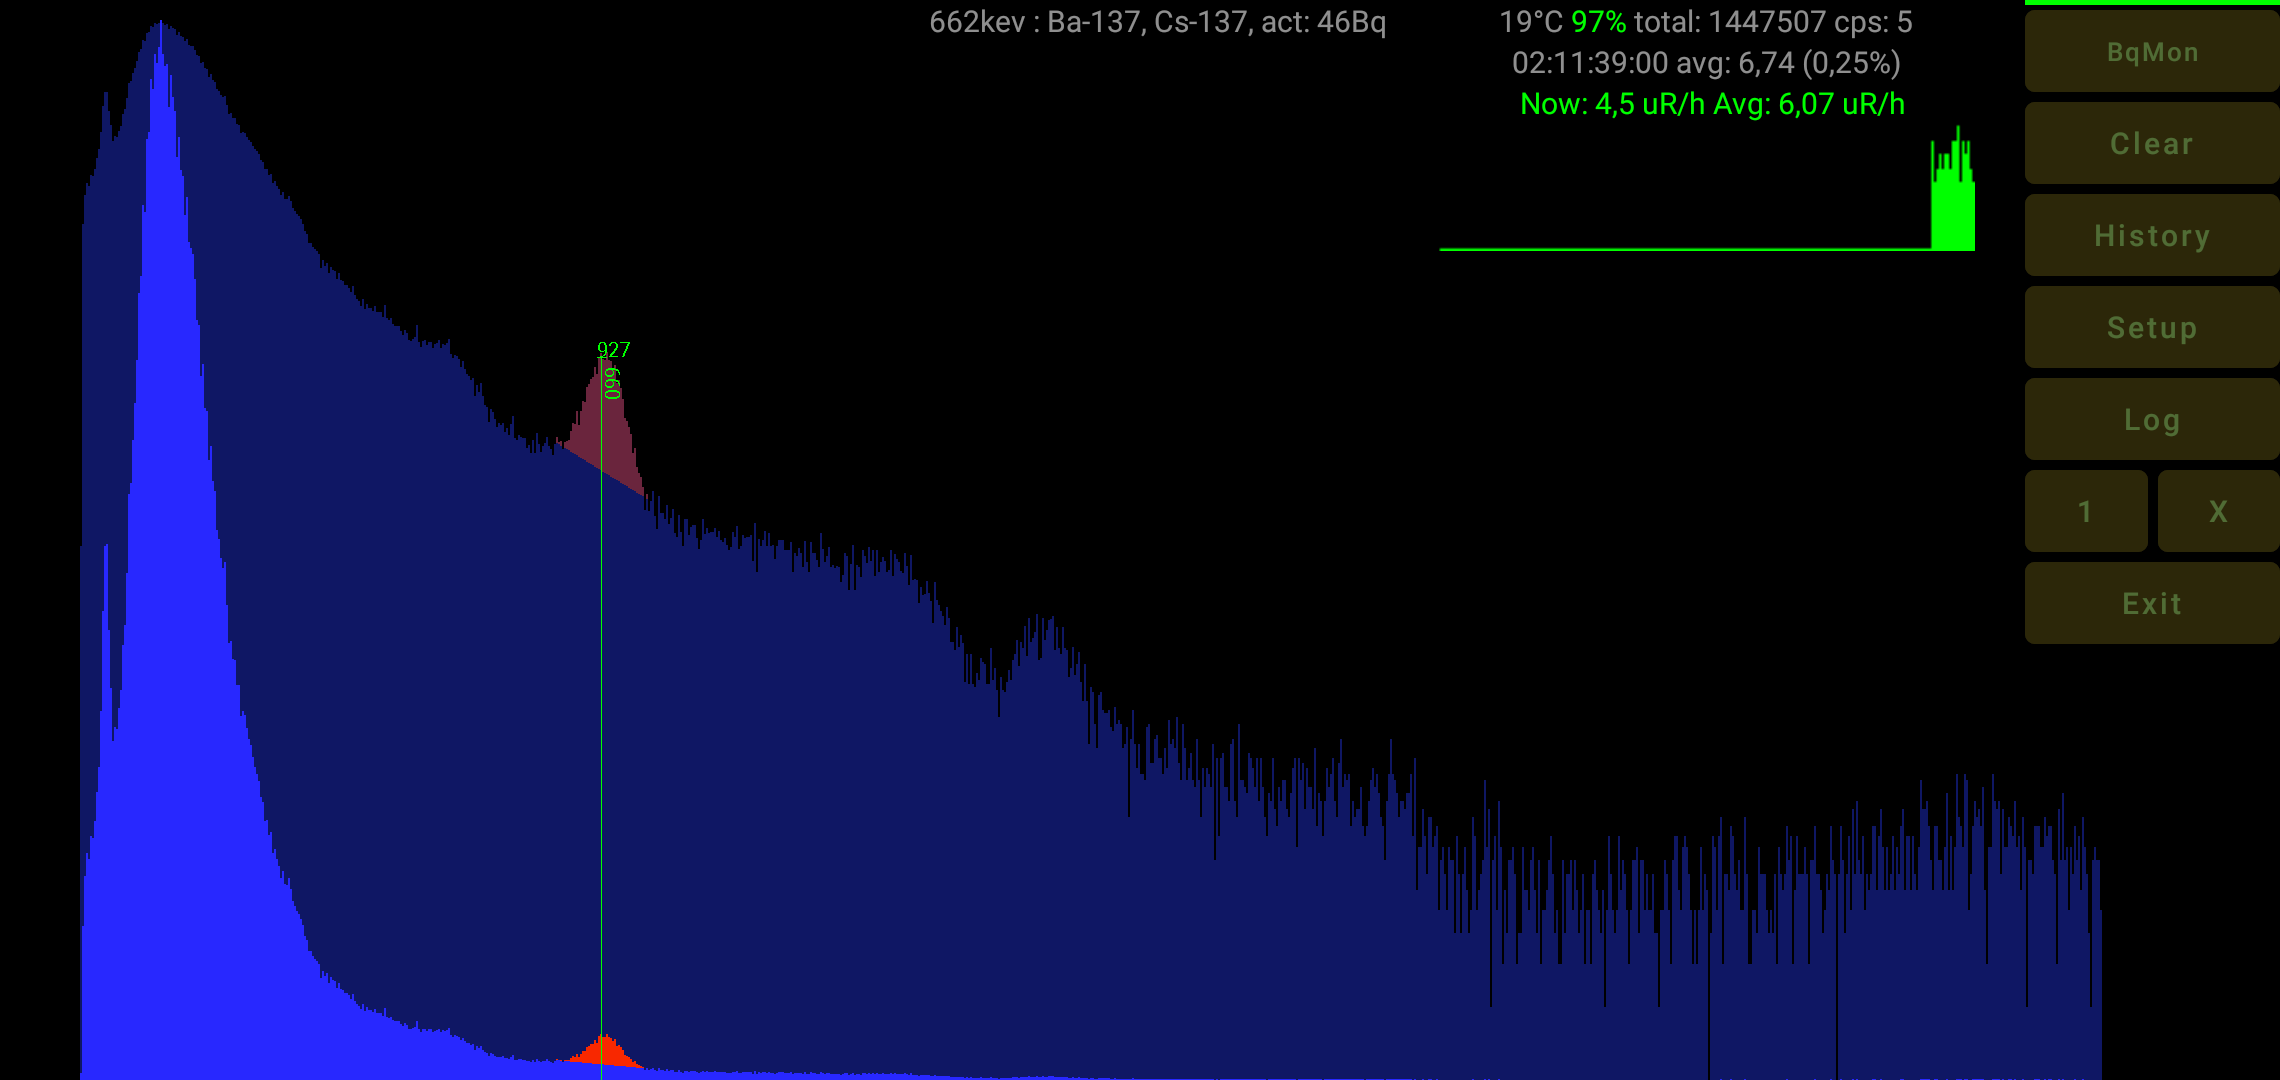 662kev : Ba-137, Cs-137, act: 46Bq
19°C 97% total: 1447507 cps: 5
02:11:39:00 avg: 6,74 (0,25%)
Now: 4,5 uR/h Avg: 6,07 uR/h
BqMon
Clear
History
Setup
Log
1 X
Exit
927
660